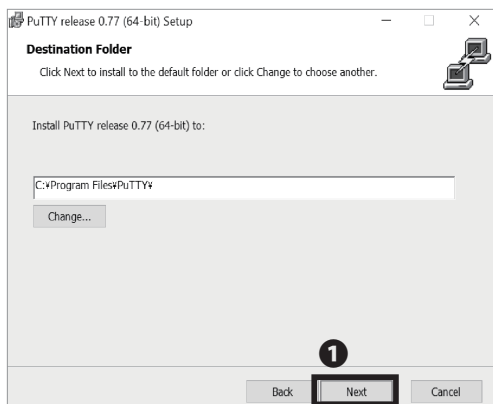 PuTTY release 0.77 (64-bit) Setup
Destination Folder
Click Next to install to the default folder or click Change to choose another.
Install PuTTY release 0.77 (64-bit) to:
C:¥Program Files¥PuTTY¥
Change...
❶
Back Next Cancel